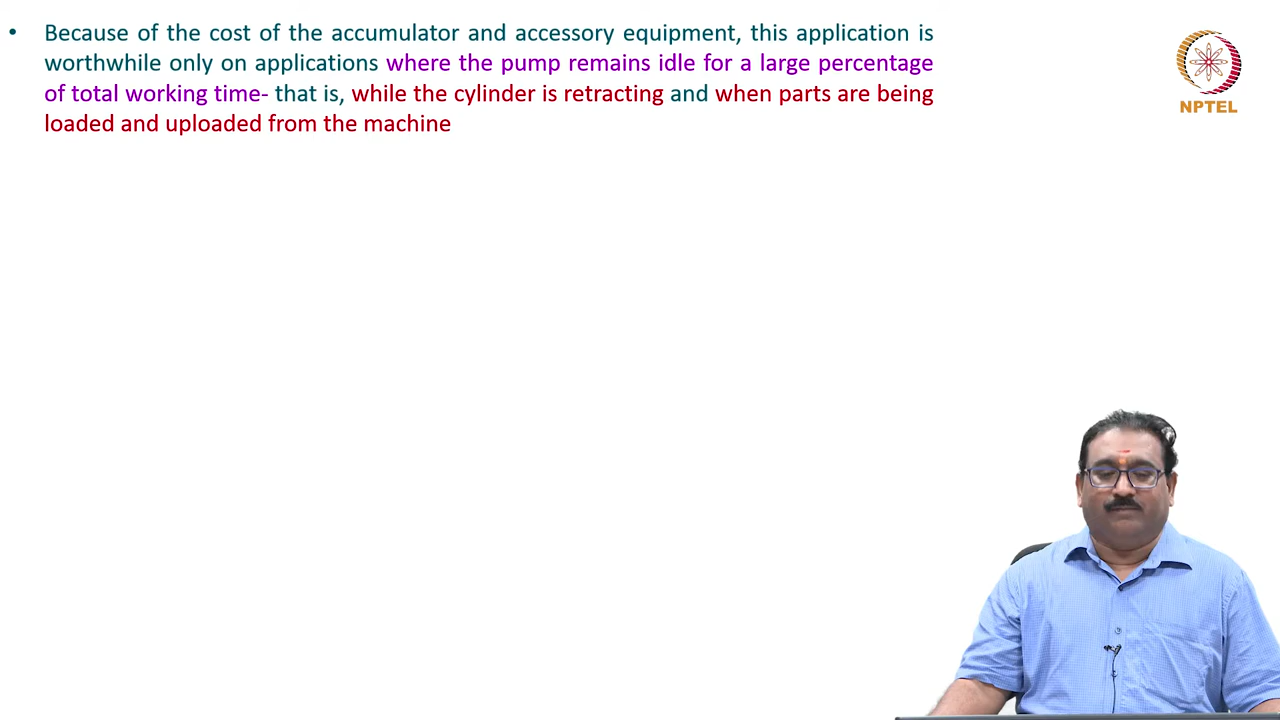 • Because of the cost of the accumulator and accessory equipment, this application is
worthwhile only on applications where the pump remains idle for a large percentage
of total working time- that is, while the cylinder is retracting and when parts are being
loaded and uploaded from the machine
NPTEL